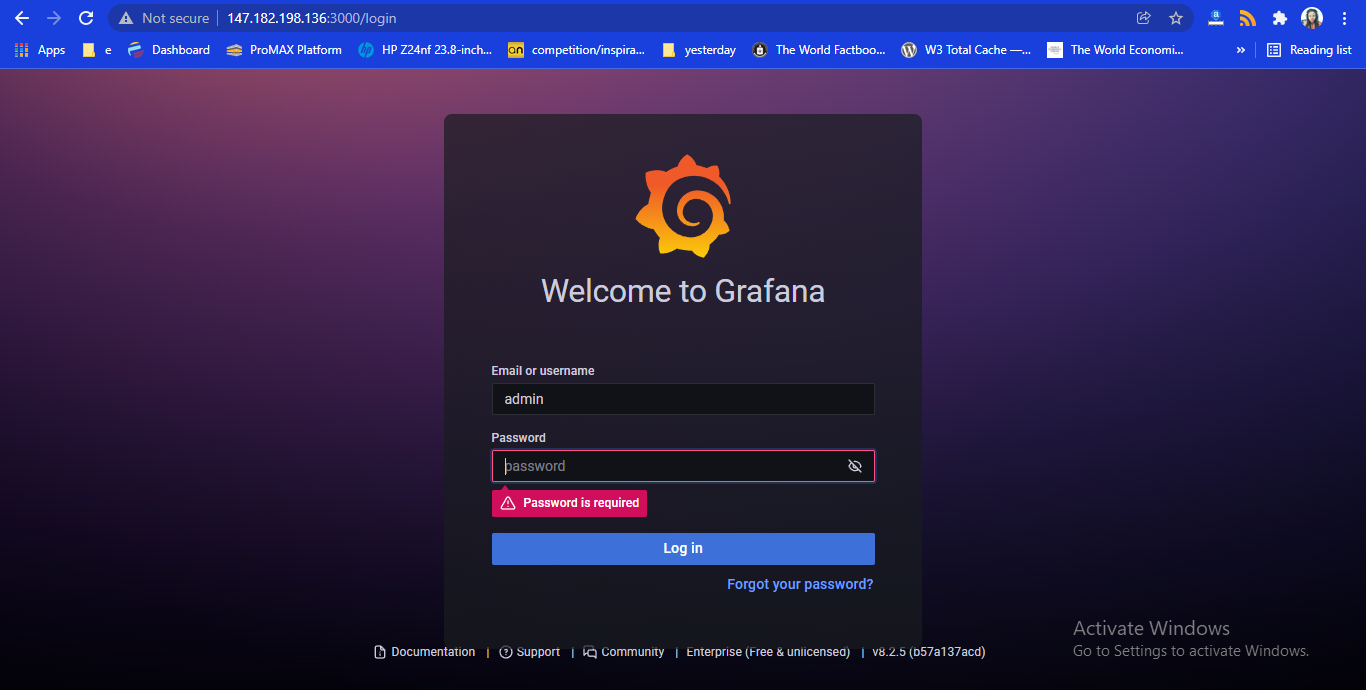 Not secure 147.182.198.136:3000/login
Apps e Dashboard ProMAX Platform HP Z24nf 23.8-inch... an competition/inspira... yesterday The World Factboo... W3 Total Cache —... The World Economi... » Reading list
Welcome to Grafana
Email or username
admin
Password
password
Password is required
Log in
Forgot your password?
Documentation | Support | Community | Enterprise (Free & unlicensed) | v8.2.5 (b57a137acd)
Activate Windows
Go to Settings to activate Windows.